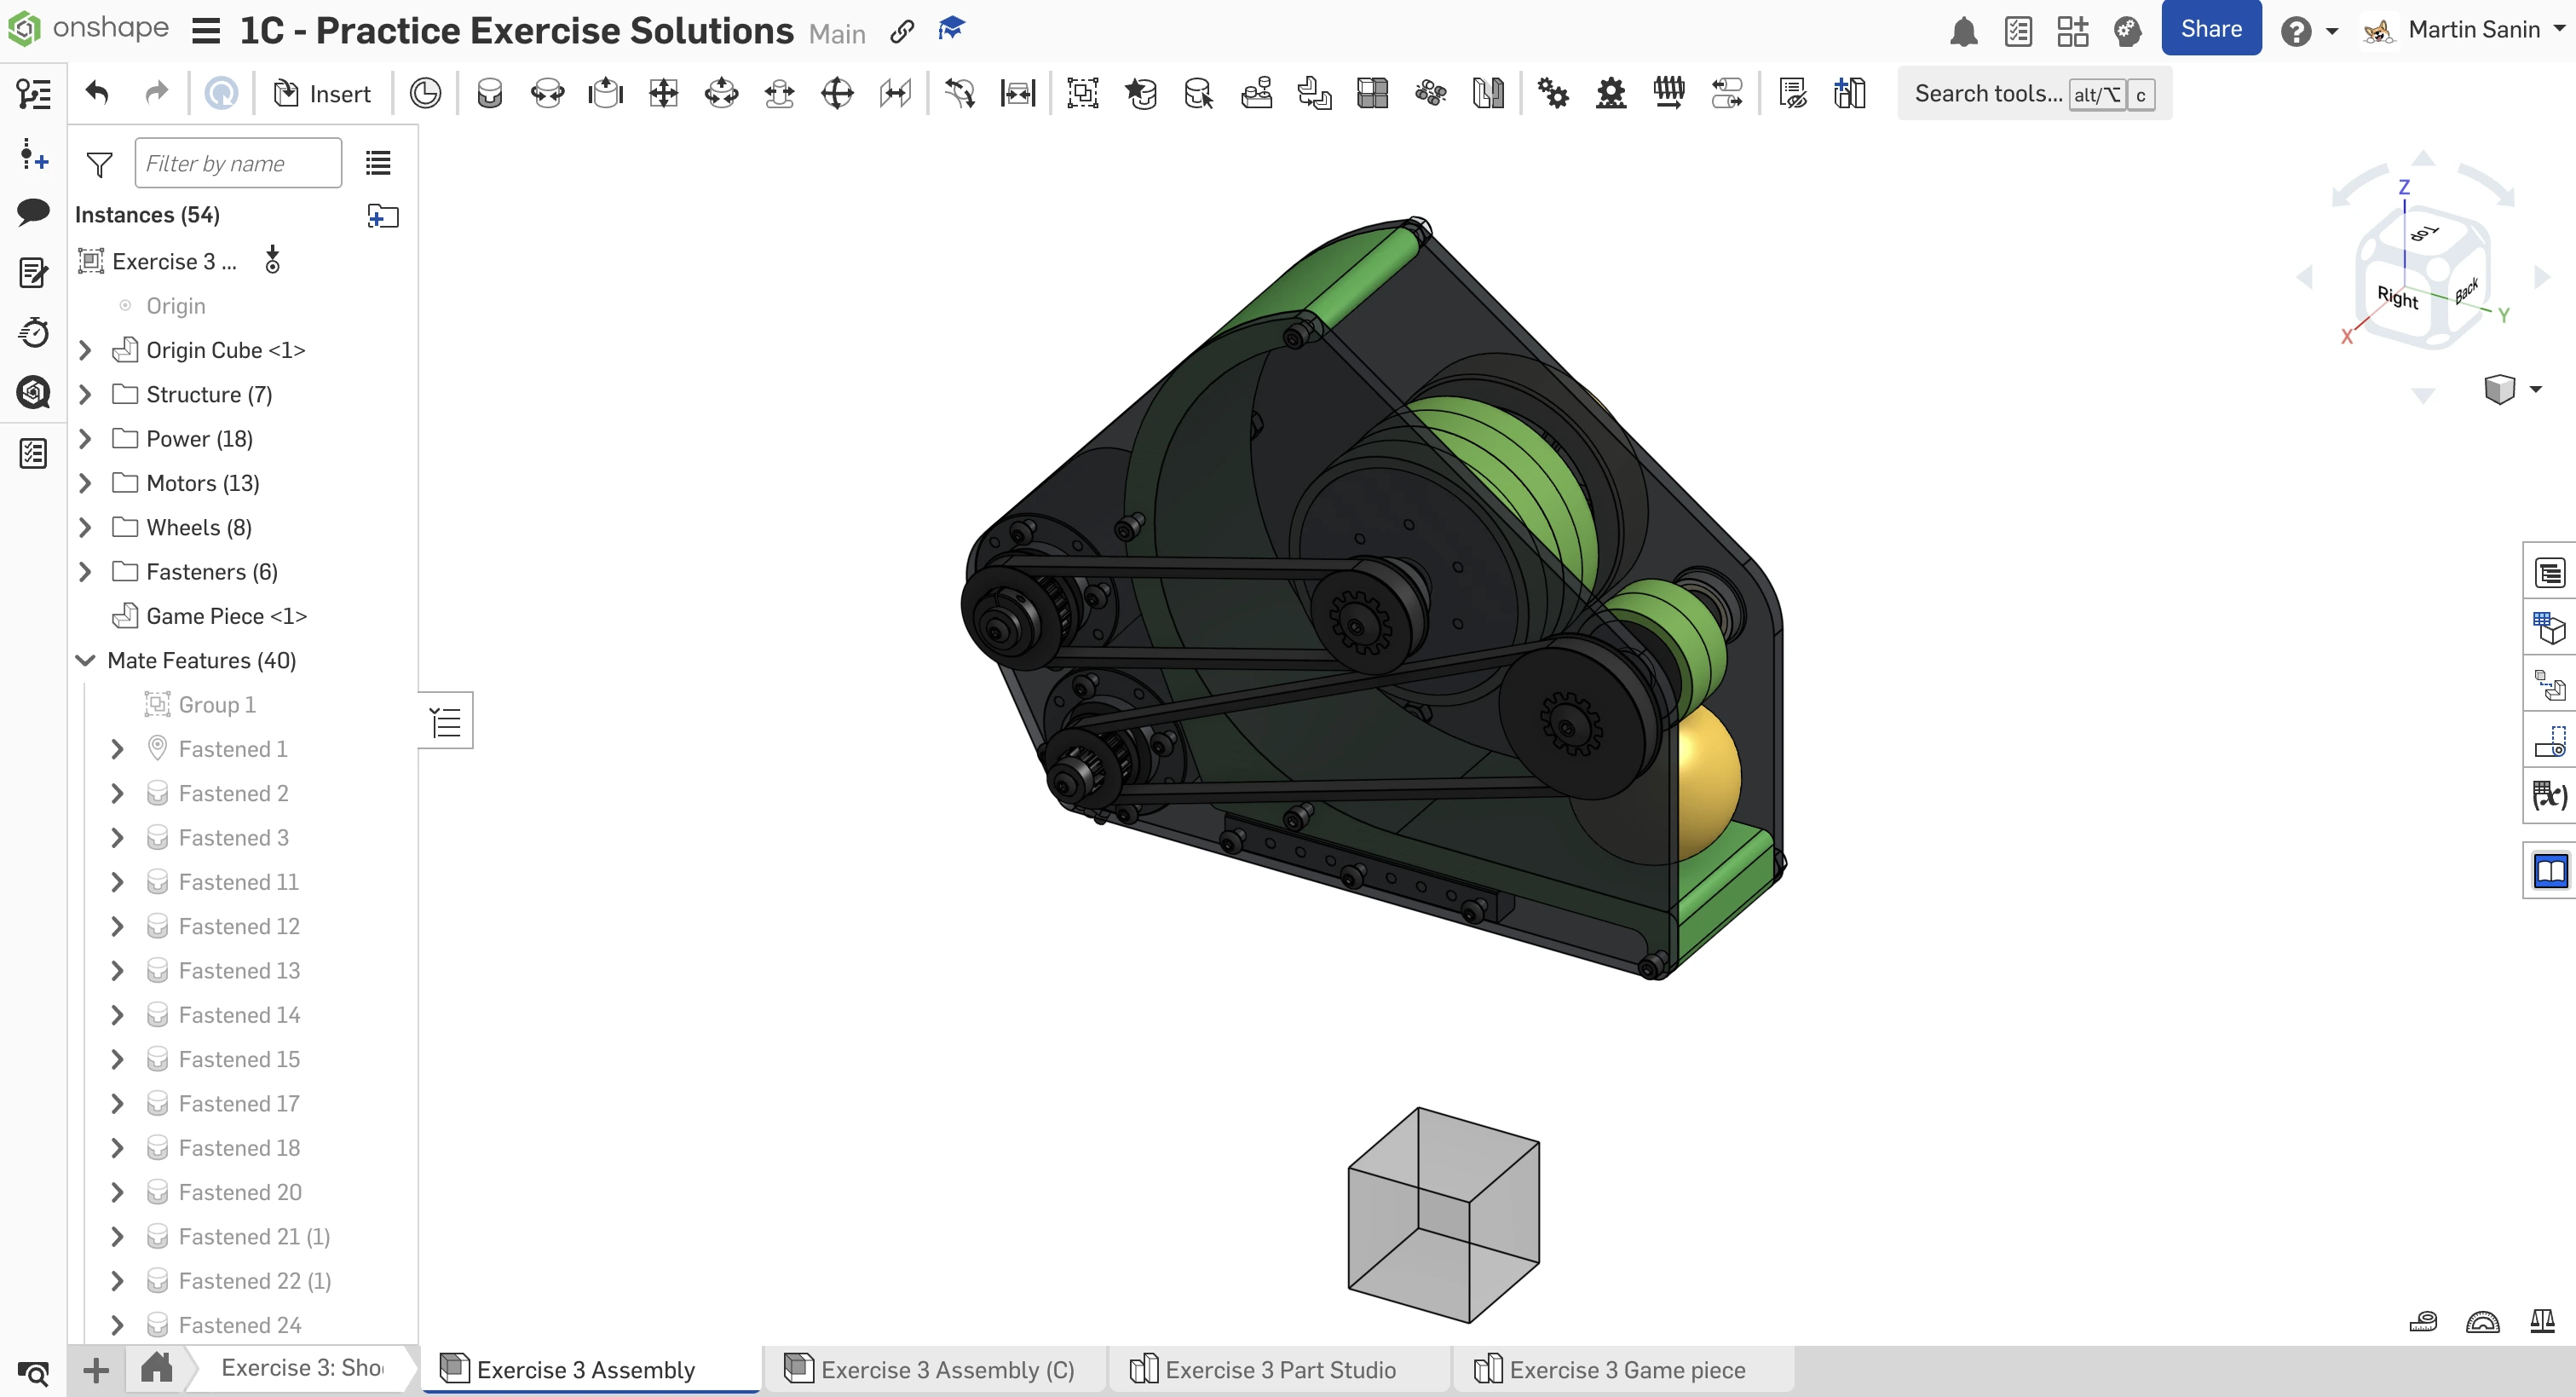 onshape
1C - Practice Exercise Solutions Main
Share
Martin Sanin
Insert
Search tools... alt/⌥ c
Filter by name
Instances (54)
Exercise 3 ...
Origin
Origin Cube <1>
Structure (7)
Power (18)
Motors (13)
Wheels (8)
Fasteners (6)
Game Piece <1>
Mate Features (40)
Group 1
Fastened 1
Fastened 2
Fastened 3
Fastened 11
Fastened 12
Fastened 13
Fastened 14
Fastened 15
Fastened 17
Fastened 18
Fastened 20
Fastened 21 (1)
Fastened 22 (1)
Fastened 24
Z
Top
Right
Back
X
Y
(x)
Exercise 3: Sho
Exercise 3 Assembly
Exercise 3 Assembly (C)
Exercise 3 Part Studio
Exercise 3 Game piece